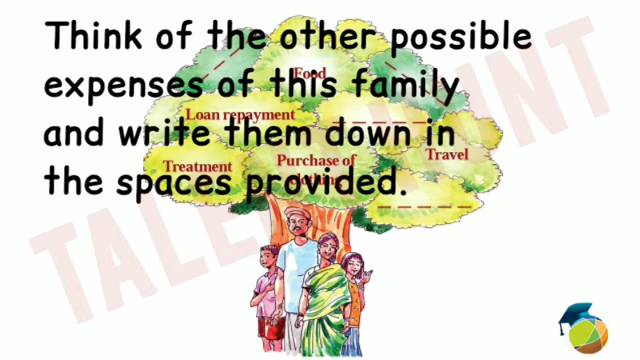 Think of the other possible
expenses of this family
and write them down in
the spaces provided.
Food
Loan repayment
Travel
Treatment
Purchase of